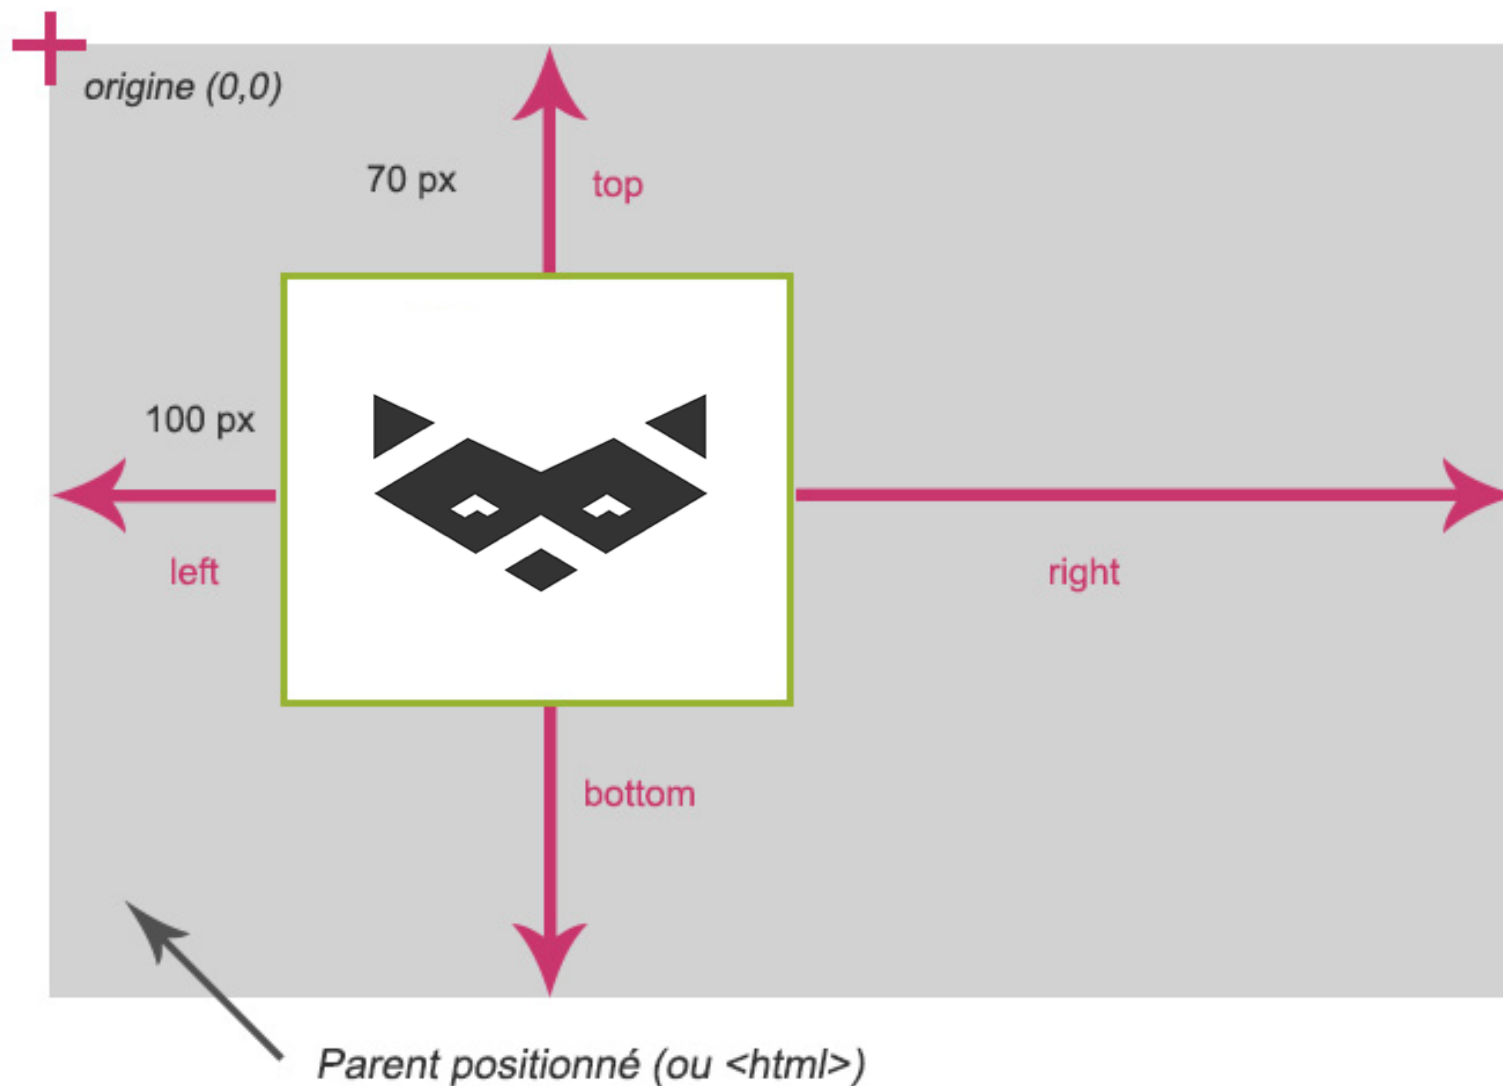 origine (0,0)
70 px
top
100 px
left
right
bottom
Parent positionné (ou <html>)